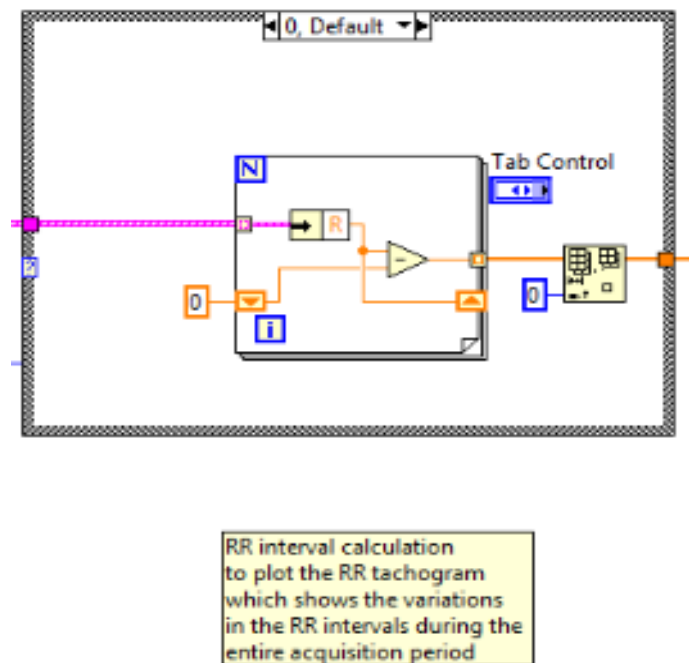 0, Default
Tab Control
N
R
0
i
0
?
RR interval calculation
to plot the RR tachogram
which shows the variations
in the RR intervals during the
entire acquisition period